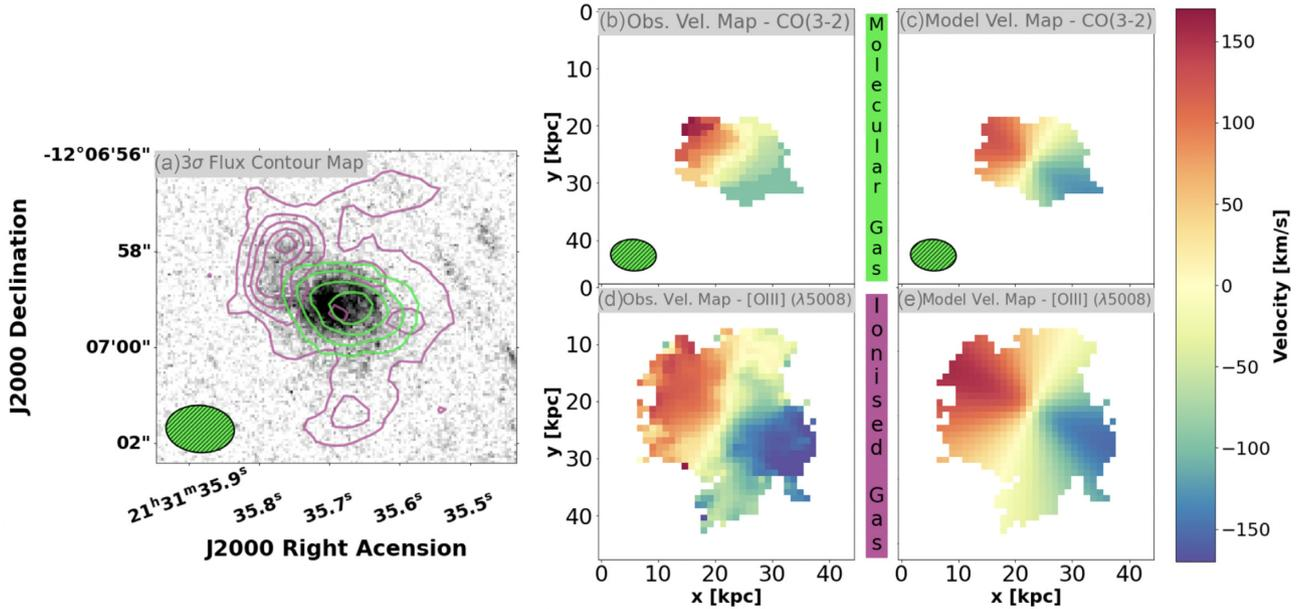 (a)3σ Flux Contour Map
-12°06'56"
58"
07'00"
02"
J2000 Declination
21ʰ31ᵐ35.9ˢ
35.8ˢ
35.7ˢ
35.6ˢ
35.5ˢ
J2000 Right Acension
(b)Obs. Vel. Map - CO(3-2)
0
10
20
30
40
y [kpc]
Molecular Gas
(c)Model Vel. Map - CO(3-2)
(d)Obs. Vel. Map - [OIII] (λ5008)
0
10
20
30
40
y [kpc]
0 10 20 30 40
x [kpc]
Ionised Gas
(e)Model Vel. Map - [OIII] (λ5008)
0 10 20 30 40
x [kpc]
150
100
50
0
−50
−100
−150
Velocity [km/s]